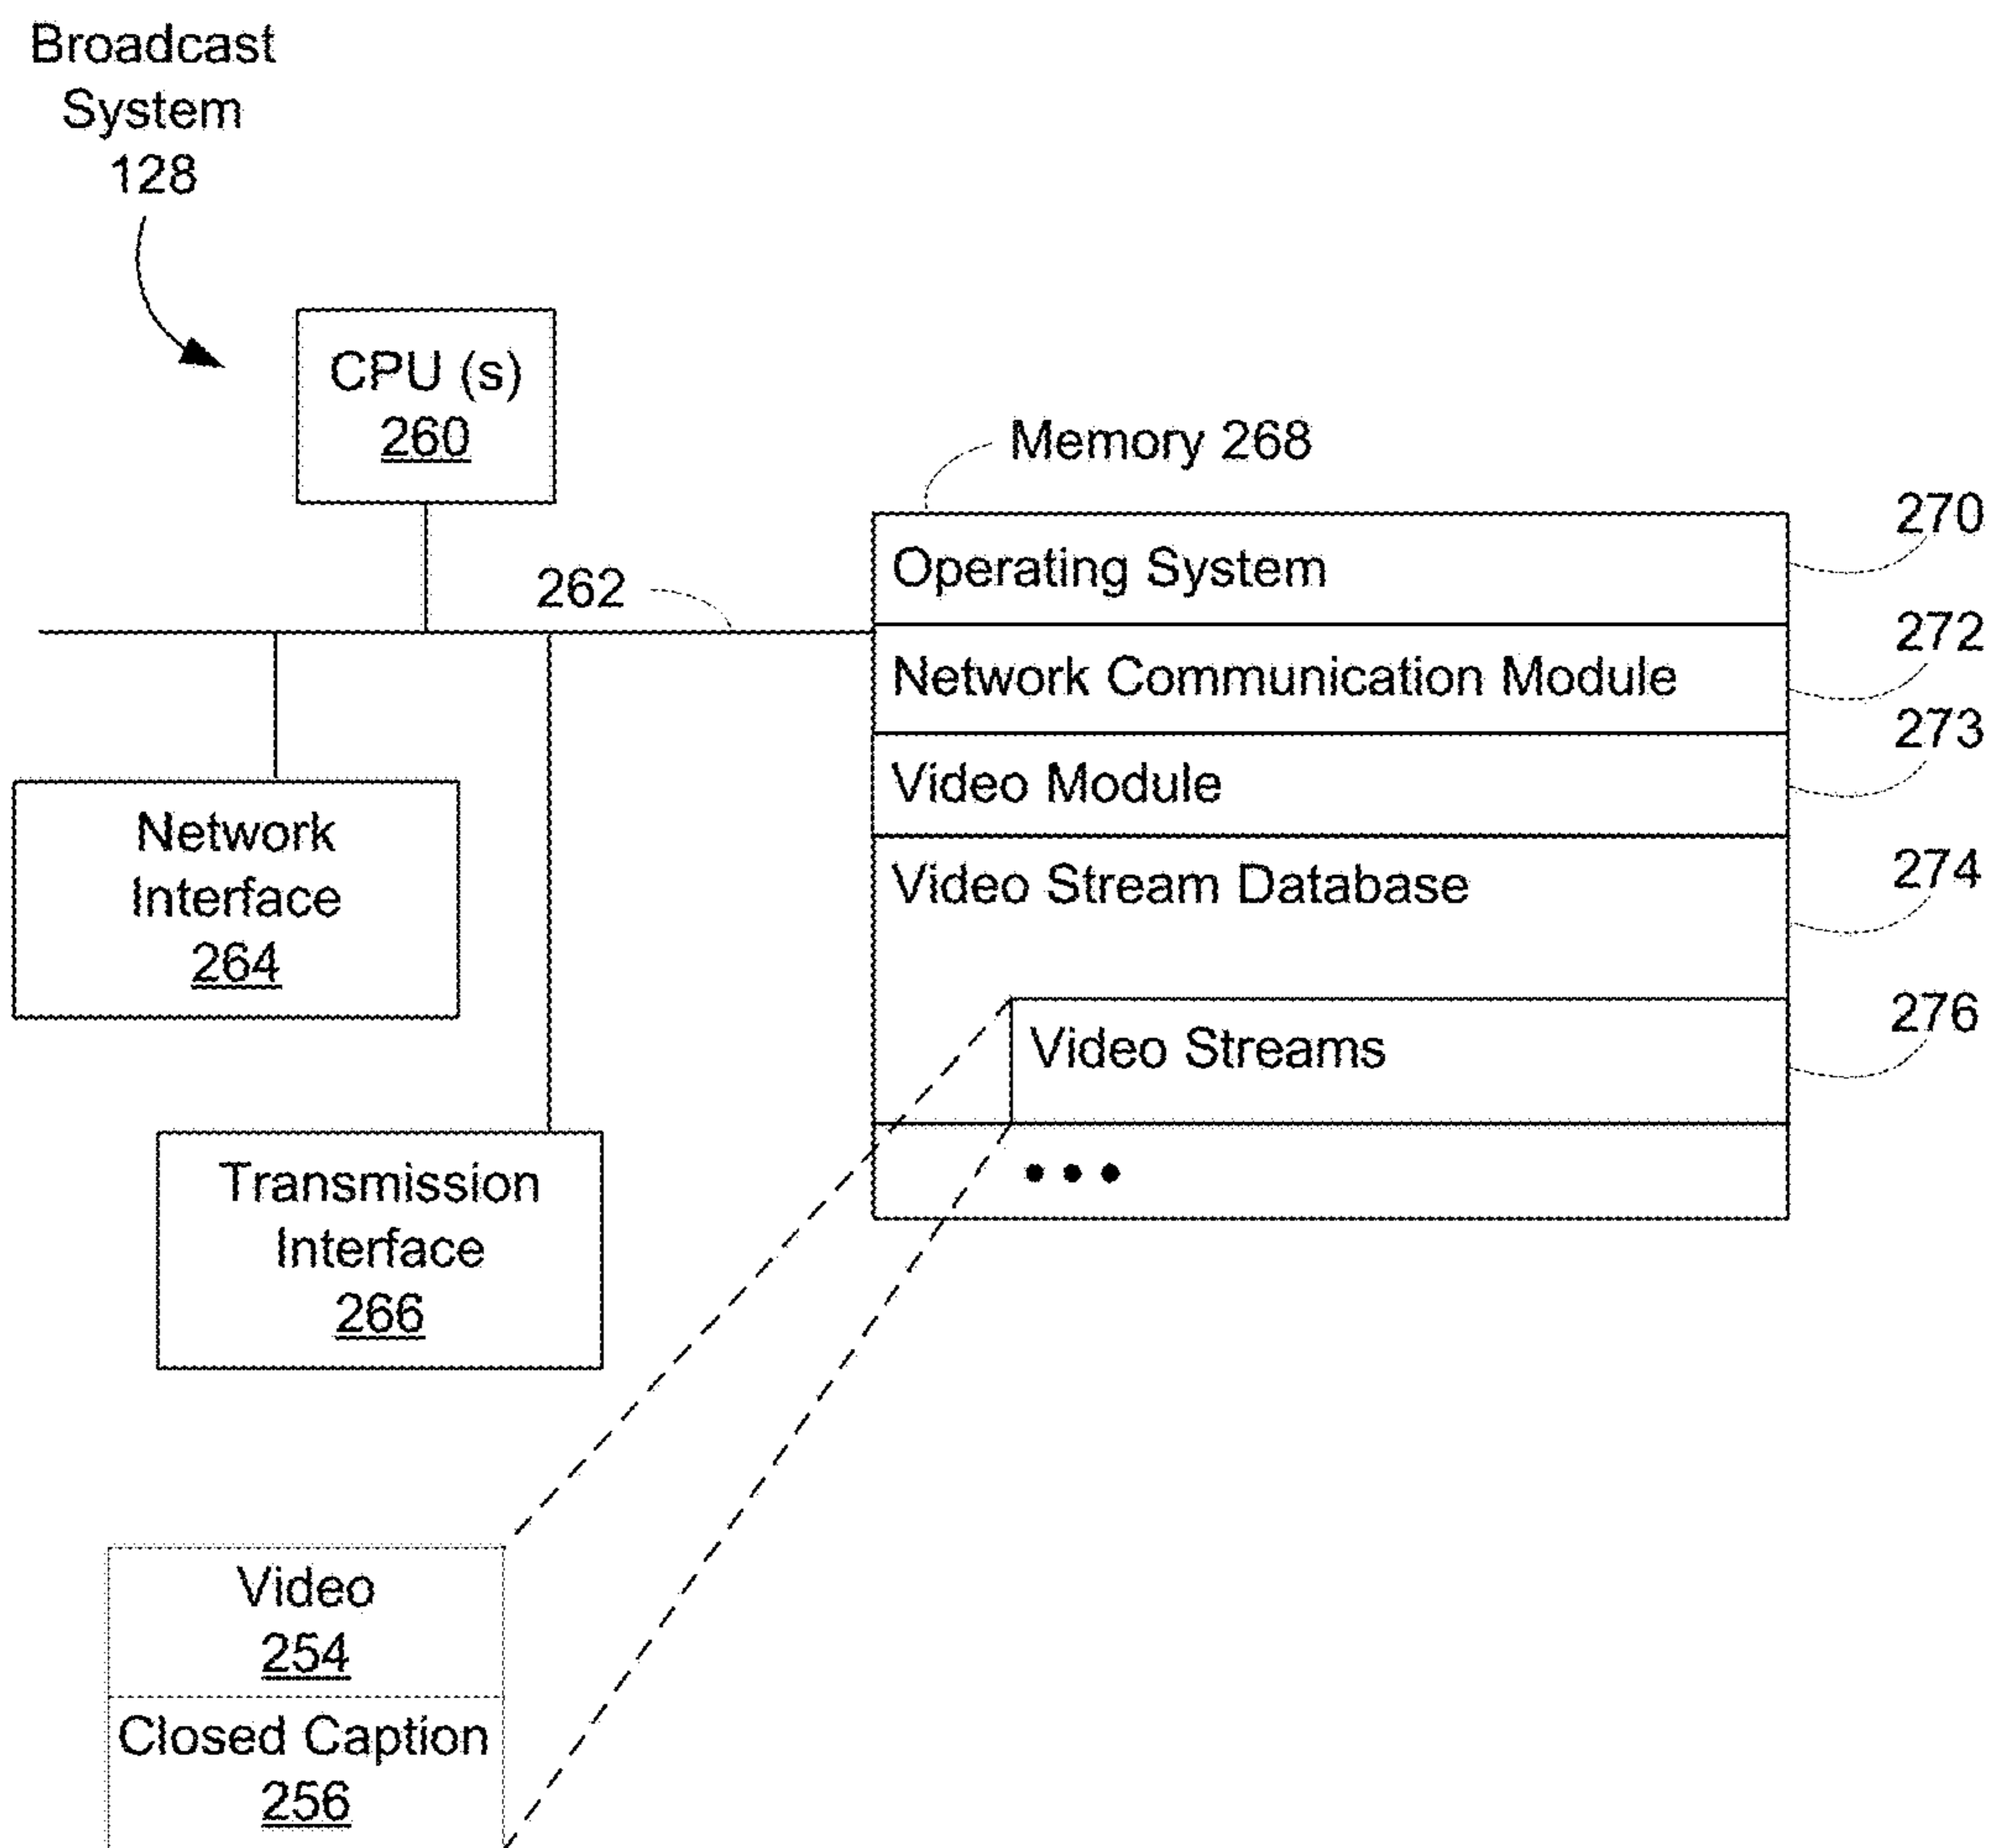 Broadcast
System
128
CPU (s)
260
Memory 268
262
Operating System
270
Network Communication Module
272
Video Module
273
Video Stream Database
274
Video Streams
276
• • •
Network
Interface
264
Transmission
Interface
266
Video
254
Closed Caption
256